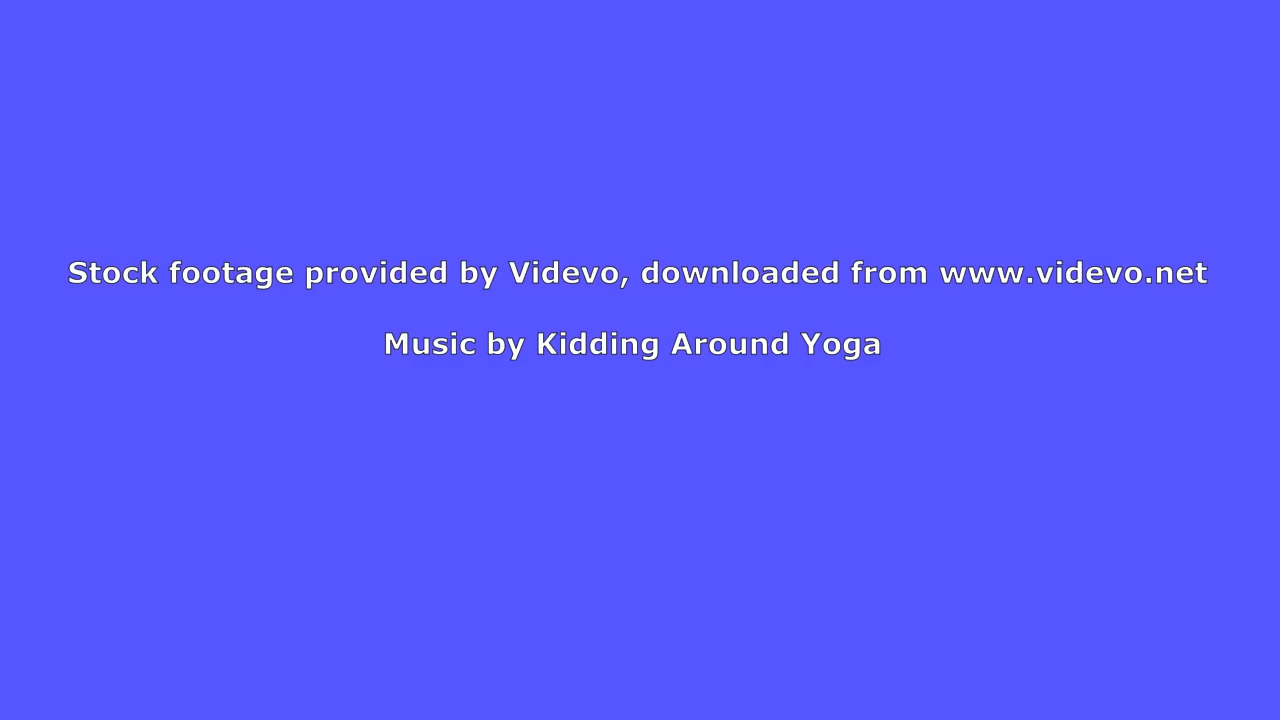 Stock footage provided by Videvo, downloaded from www.videvo.net
Music by Kidding Around Yoga